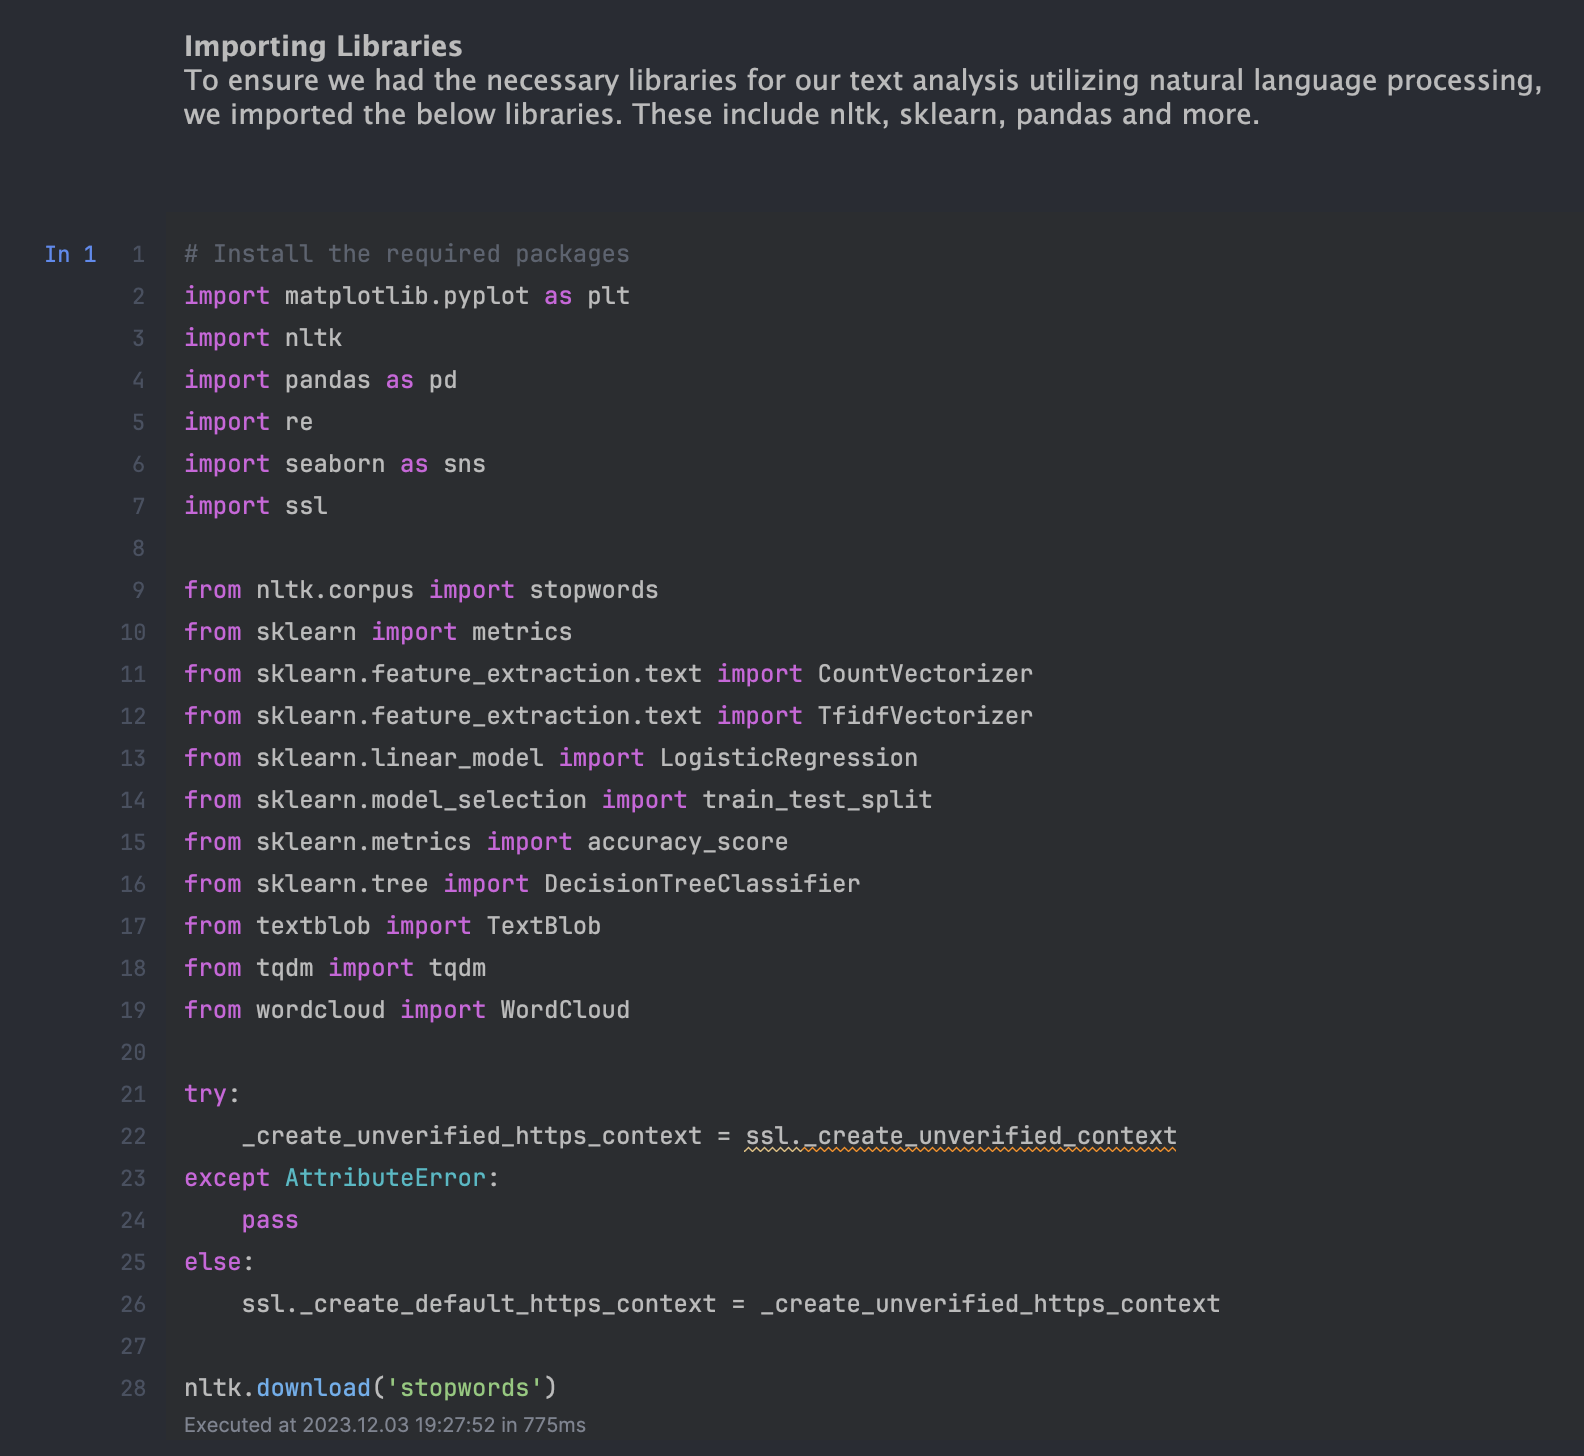 Importing Libraries
To ensure we had the necessary libraries for our text analysis utilizing natural language processing,
we imported the below libraries. These include nltk, sklearn, pandas and more.
In 1 1 # Install the required packages
2 import matplotlib.pyplot as plt
3 import nltk
4 import pandas as pd
5 import re
6 import seaborn as sns
7 import ssl
8
9 from nltk.corpus import stopwords
10 from sklearn import metrics
11 from sklearn.feature_extraction.text import CountVectorizer
12 from sklearn.feature_extraction.text import TfidfVectorizer
13 from sklearn.linear_model import LogisticRegression
14 from sklearn.model_selection import train_test_split
15 from sklearn.metrics import accuracy_score
16 from sklearn.tree import DecisionTreeClassifier
17 from textblob import TextBlob
18 from tqdm import tqdm
19 from wordcloud import WordCloud
20
21 try:
22     _create_unverified_https_context = ssl._create_unverified_context
23 except AttributeError:
24     pass
25 else:
26     ssl._create_default_https_context = _create_unverified_https_context
27
28 nltk.download('stopwords')
Executed at 2023.12.03 19:27:52 in 775ms